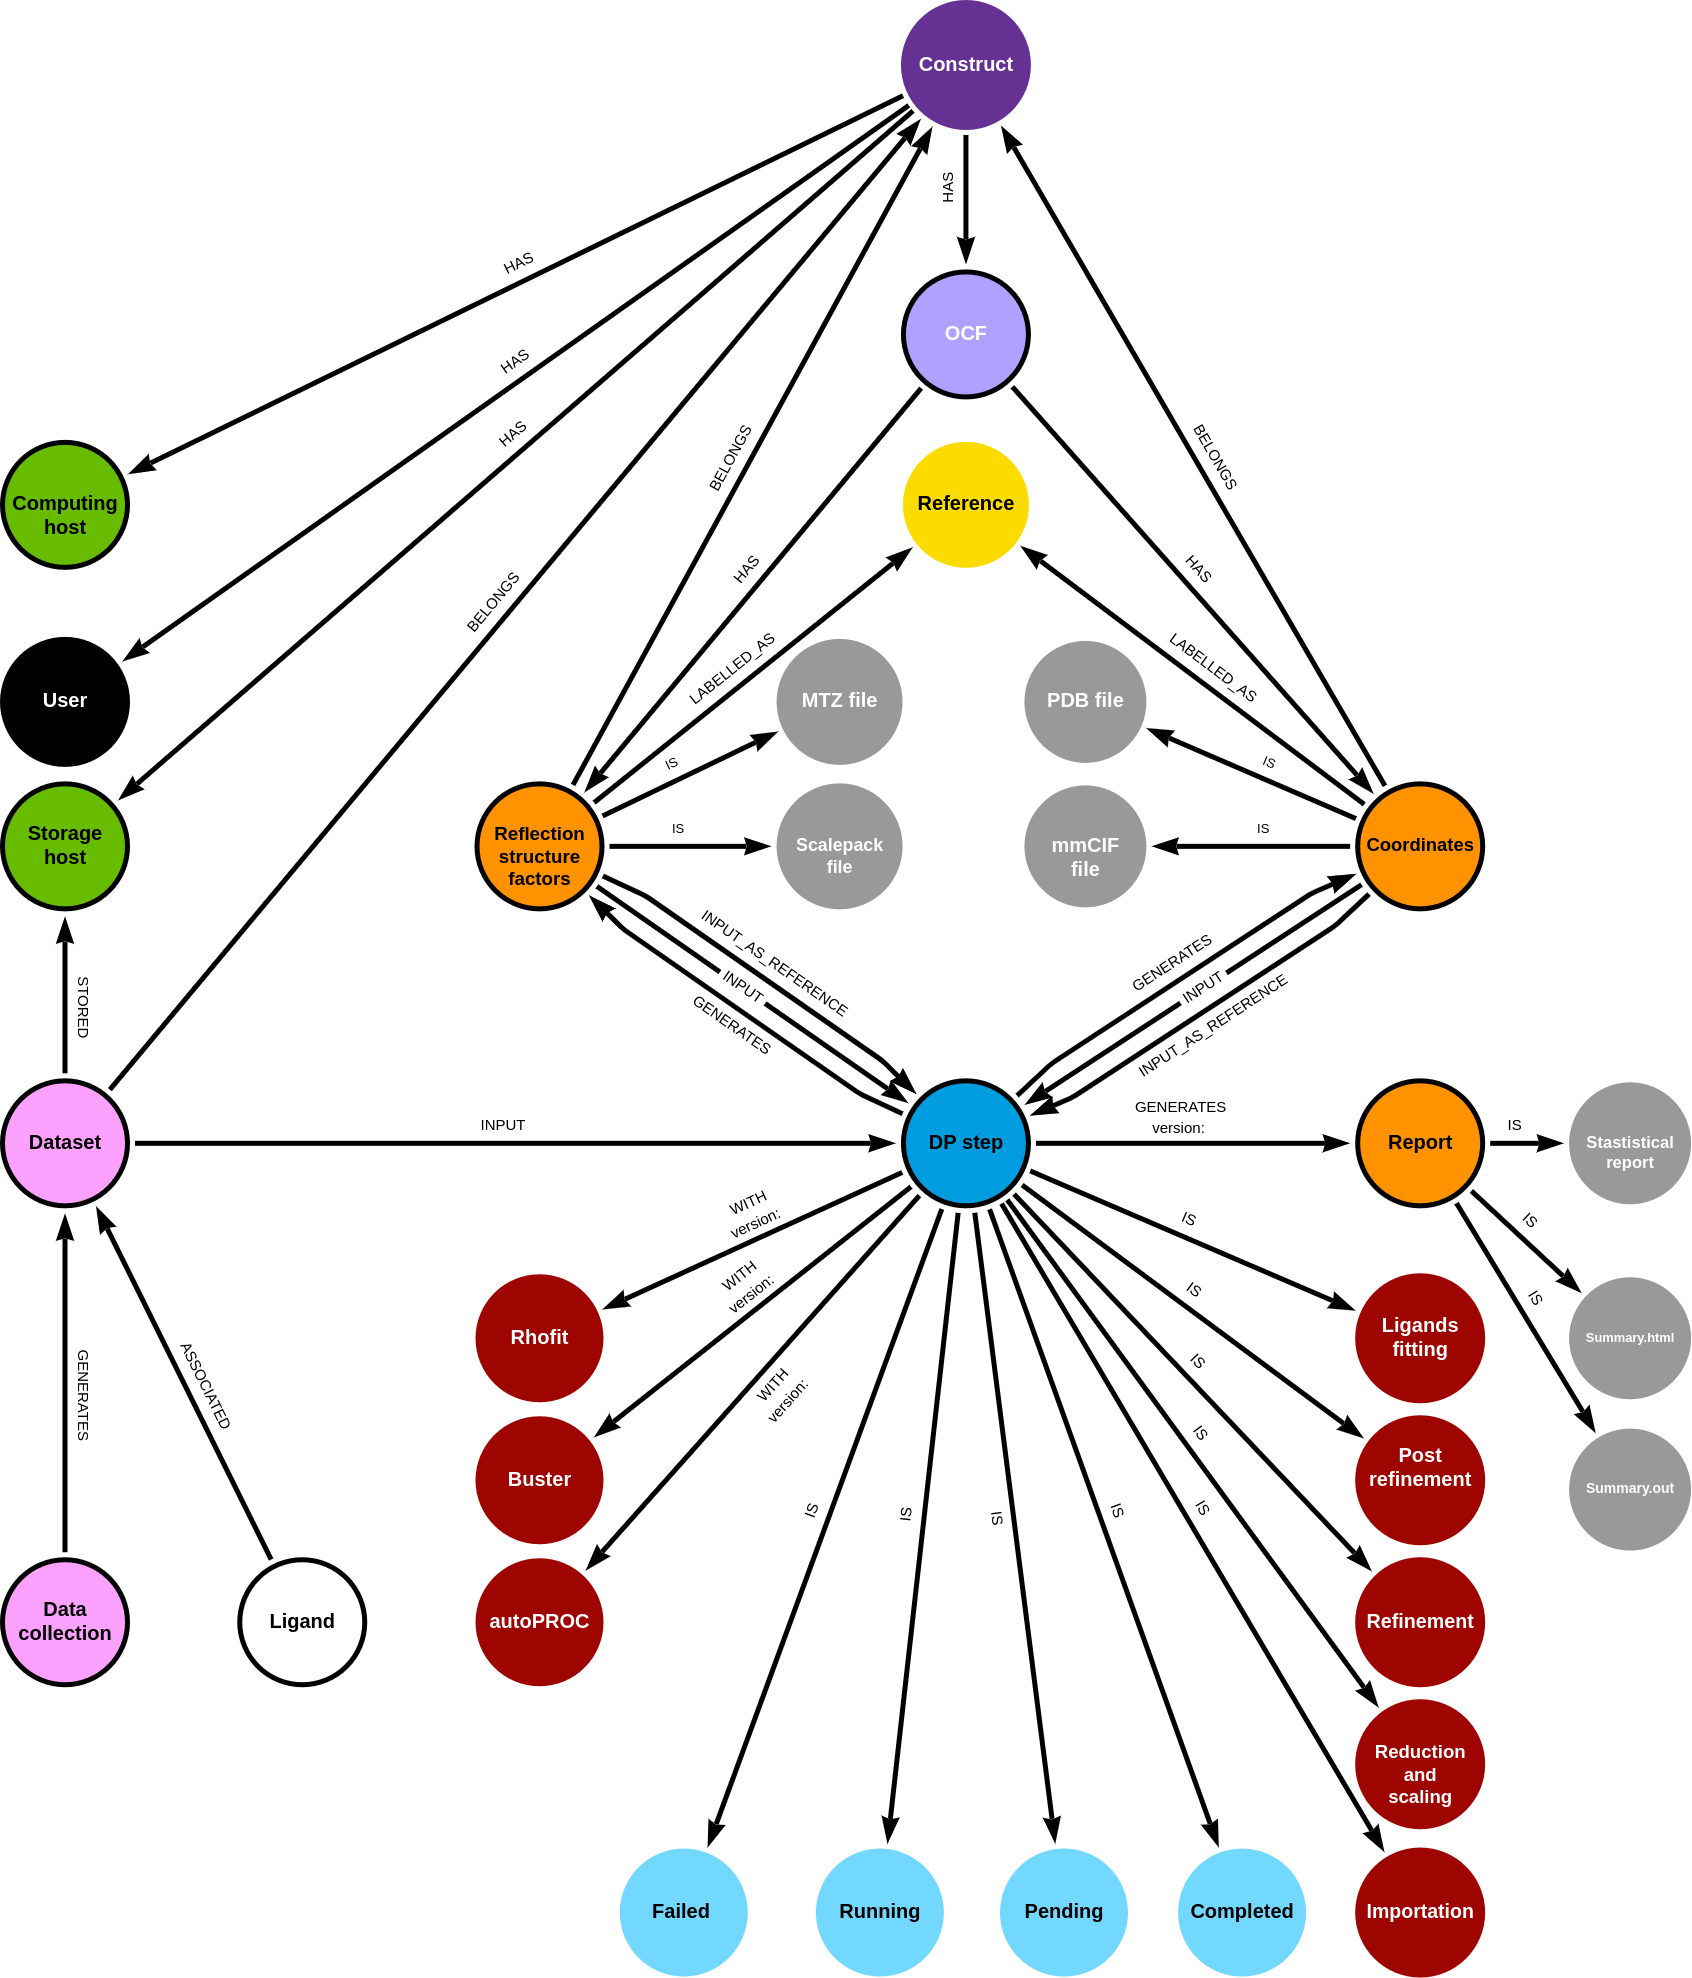 Construct
HAS
HAS
OCF
HAS
HAS
BELONGS
BELONGS
Computing
host
Reference
HAS
HAS
BELONGS
LABELLED_AS
LABELLED_AS
User
MTZ file
PDB file
IS
IS
Storage
host
Reflection
structure
factors
IS
Scalepack
file
mmCIF
file
IS
Coordinates
STORED
INPUT_AS_REFERENCE
INPUT
GENERATES
GENERATES
INPUT
INPUT_AS_REFERENCE
Dataset
INPUT
DP step
GENERATES
version:
Report
IS
Stastistical
report
WITH
version:
IS
IS
WITH
version:
IS
IS
Rhofit
Ligands
fitting
Summary.html
GENERATES
ASSOCIATED
WITH
version:
IS
IS
Buster
Post
refinement
Summary.out
IS
IS
IS
IS
IS
Data
collection
Ligand
autoPROC
Refinement
Reduction
and
scaling
Failed
Running
Pending
Completed
Importation